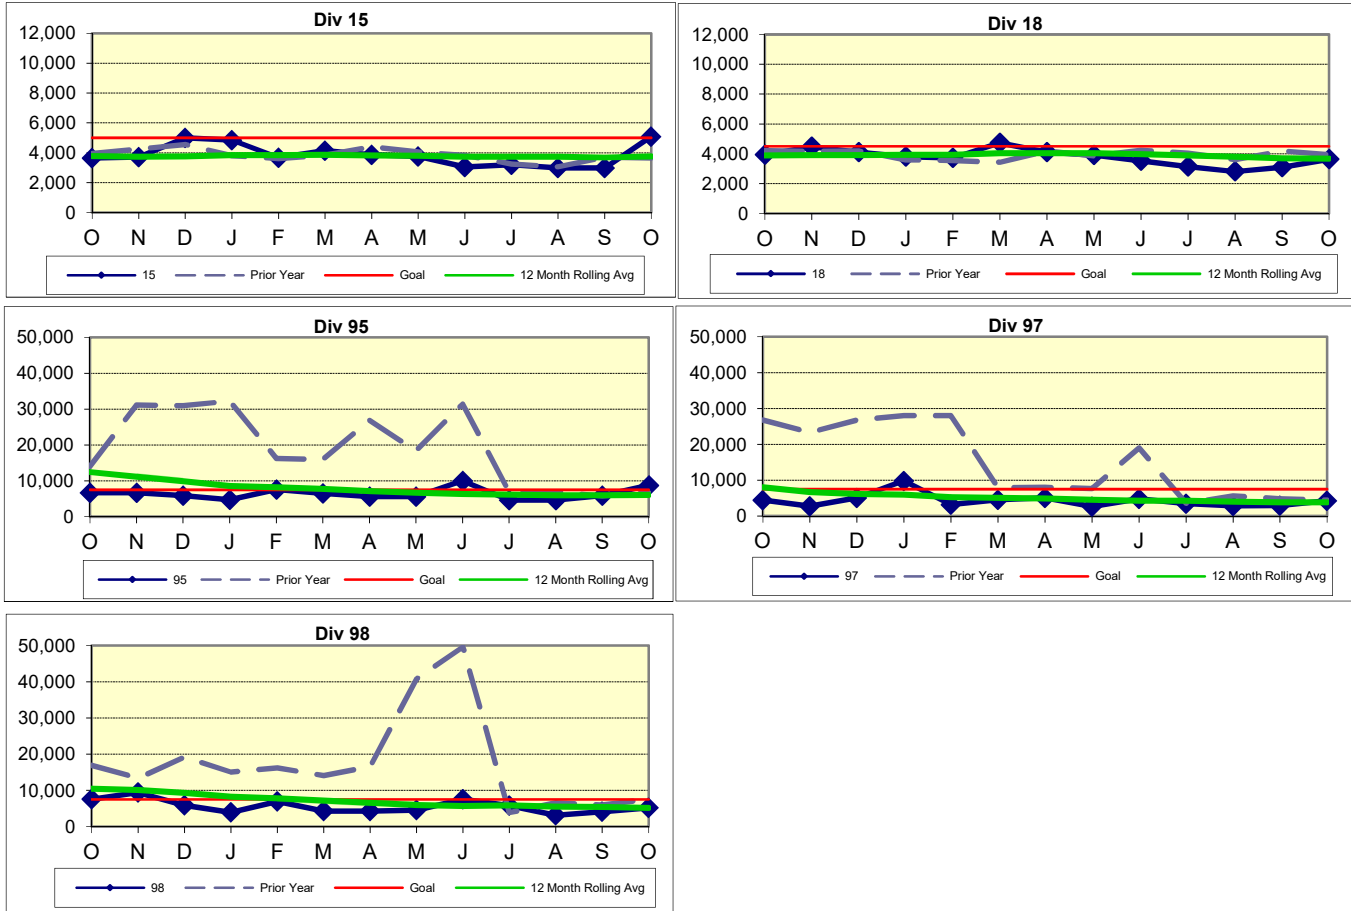 Div 15
12,000
10,000
8,000
6,000
4,000
2,000
0
O N D J F M A M J J A S O
15 Prior Year Goal 12 Month Rolling Avg
Div 18
12,000
10,000
8,000
6,000
4,000
2,000
0
O N D J F M A M J J A S O
18 Prior Year Goal 12 Month Rolling Avg
Div 95
50,000
40,000
30,000
20,000
10,000
0
O N D J F M A M J J A S O
95 Prior Year Goal 12 Month Rolling Avg
Div 97
50,000
40,000
30,000
20,000
10,000
0
O N D J F M A M J J A S O
97 Prior Year Goal 12 Month Rolling Avg
Div 98
50,000
40,000
30,000
20,000
10,000
0
O N D J F M A M J J A S O
98 Prior Year Goal 12 Month Rolling Avg